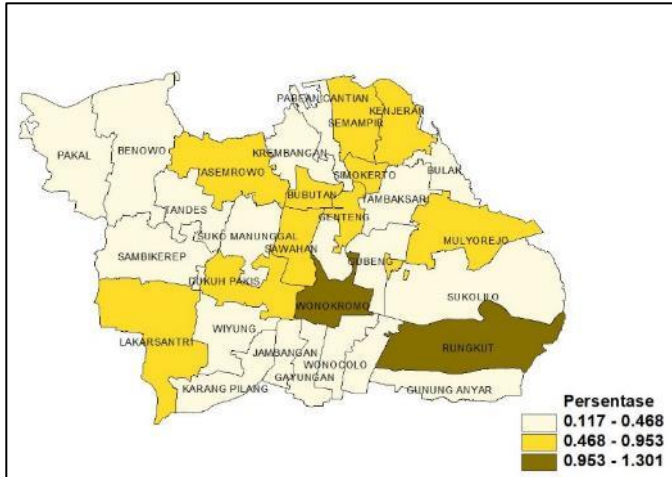 PABEAN CANTIAN
KENJERAN
SEMAMPIR
KREMBANGAN
PAKAL
BENOWO
ASEMROWO
SIMOKERTO
BULAK
BUBUTAN
TAMBAKSARI
TANDES
GENTENG
SUKO MANUNGGAL
MULYOREJO
SAWAHAN
SAMBIKEREP
GUBENG
DUKUH PAKIS
SUKOLILO
WONOKROMO
LAKARSANTRI
WIYUNG
RUNGKUT
JAMBANGAN
WONOCOLO
GAYUNGAN
KARANG PILANG
GUNUNG ANYAR
Persentase
0.117 - 0.468
0.468 - 0.953
0.953 - 1.301